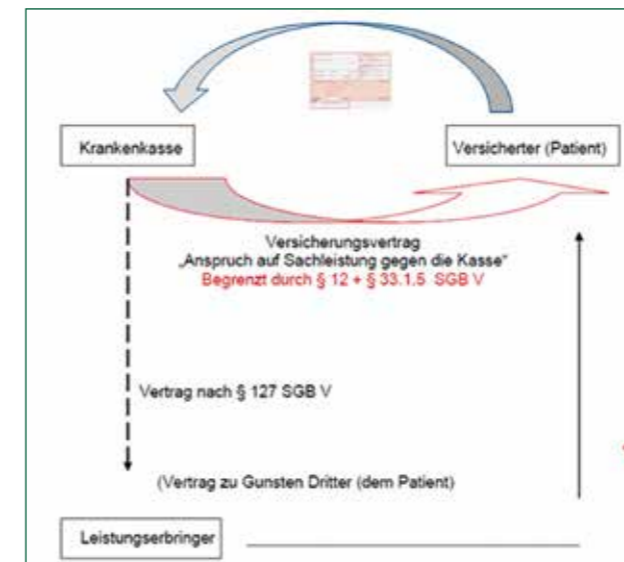 Krankenkasse
Versicherter (Patient)
Versicherungsvertrag
„Anspruch auf Sachleistung gegen die Kasse"
Begrenzt durch § 12 + § 33.1.5 SGB V
Vertrag nach § 127 SGB V
(Vertrag zu Gunsten Dritter (dem Patient)
Leistungserbringer